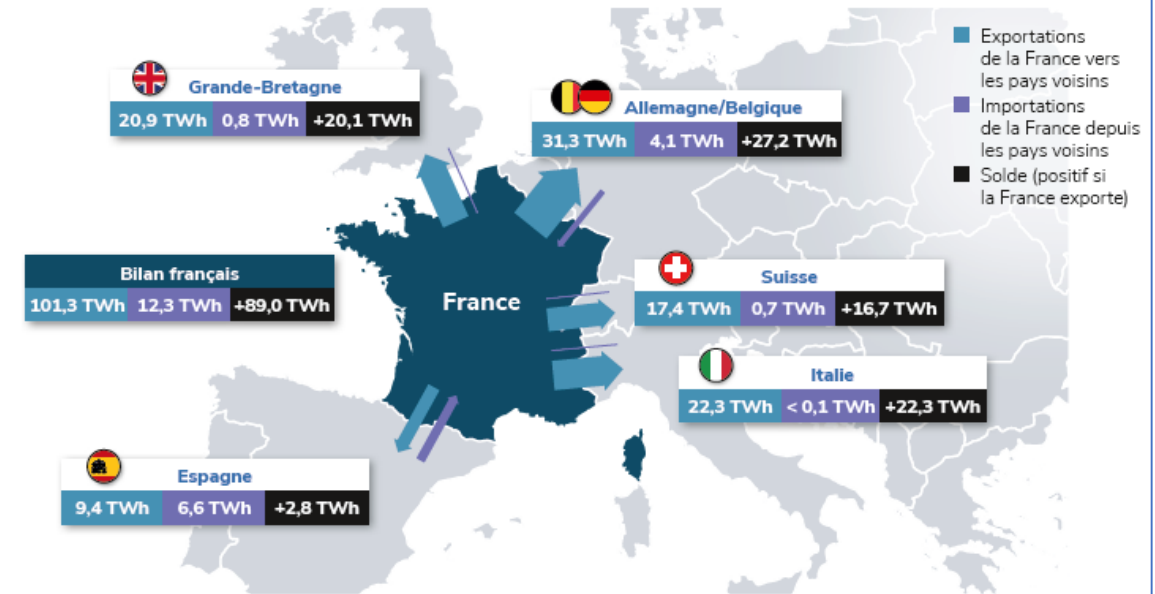 Exportations
de la France vers
les pays voisins
Importations
de la France depuis
les pays voisins
Solde (positif si
la France exporte)
Grande-Bretagne
20,9 TWh 0,8 TWh +20,1 TWh
Allemagne/Belgique
31,3 TWh 4,1 TWh +27,2 TWh
Bilan français
101,3 TWh 12,3 TWh +89,0 TWh
France
Suisse
17,4 TWh 0,7 TWh +16,7 TWh
Italie
22,3 TWh < 0,1 TWh +22,3 TWh
Espagne
9,4 TWh 6,6 TWh +2,8 TWh